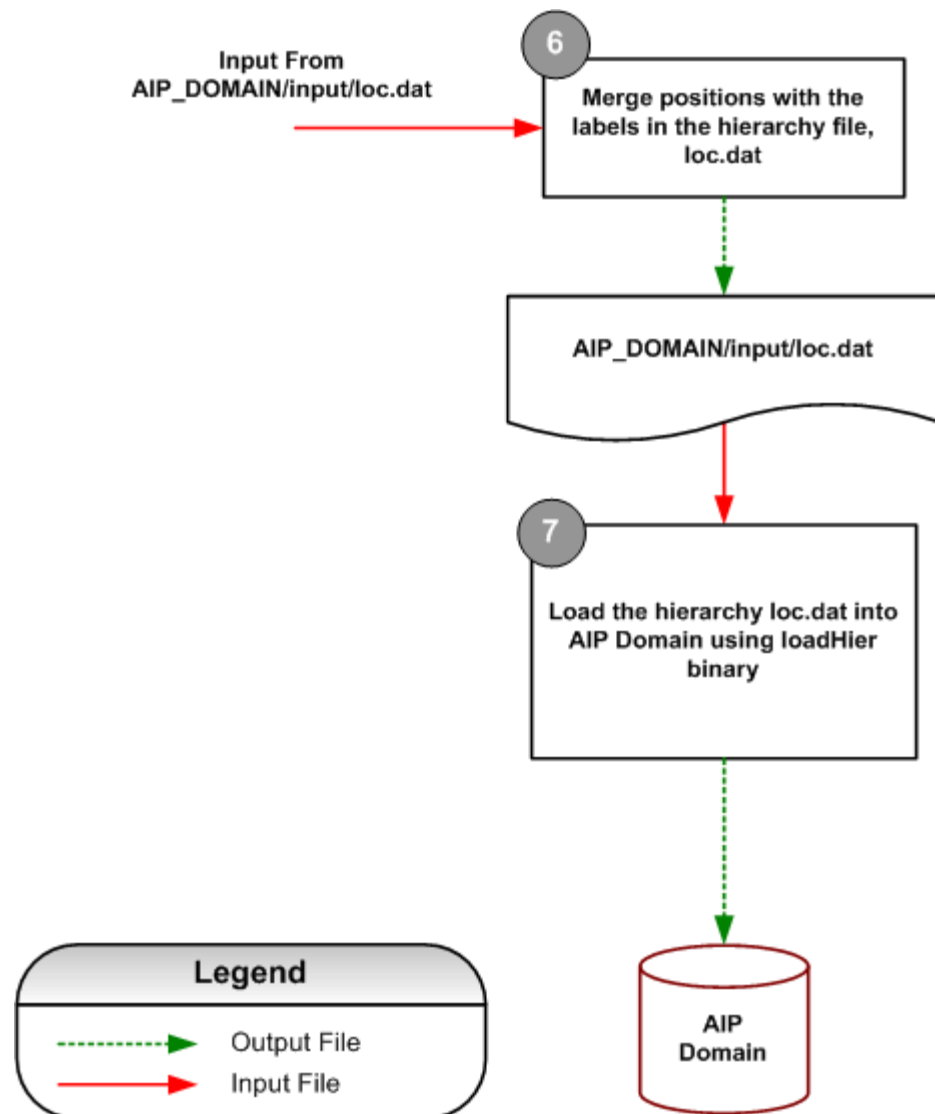 6
Input From
AIP_DOMAIN/input/loc.dat
Merge positions with the
labels in the hierarchy file,
loc.dat
AIP_DOMAIN/input/loc.dat
7
Load the hierarchy loc.dat into
AIP Domain using loadHier
binary
Legend
Output File
Input File
AIP
Domain